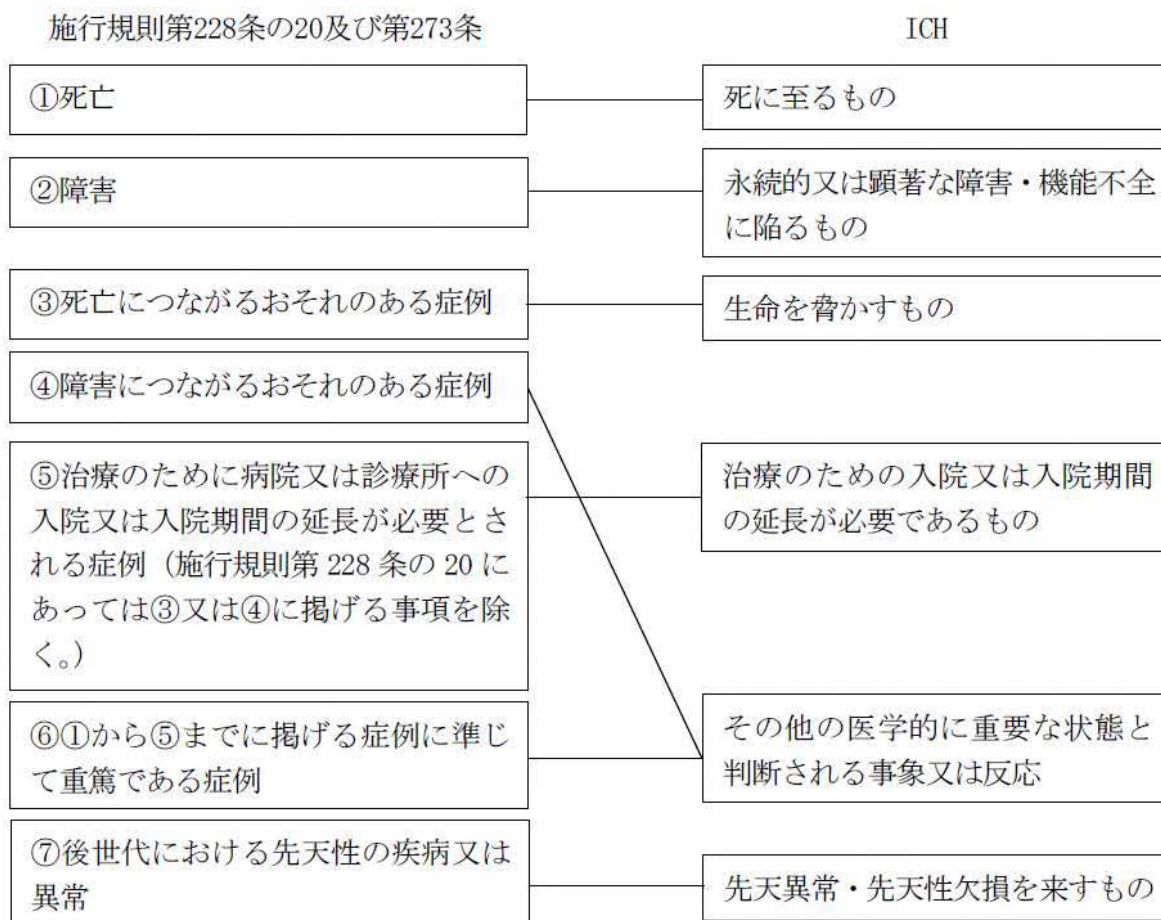 施行規則第228条の20及び第273条
ICH
①死亡
死に至るもの
②障害
永続的又は顕著な障害・機能不全
に陥るもの
③死亡につながるおそれのある症例
生命を脅かすもの
④障害につながるおそれのある症例
⑤治療のために病院又は診療所への
入院又は入院期間の延長が必要とさ
れる症例（施行規則第 228 条の 20 に
あっては③又は④に掲げる事項を除
く。）
治療のための入院又は入院期間
の延長が必要であるもの
⑥①から⑤までに掲げる症例に準じ
て重篤である症例
その他の医学的に重要な状態と
判断される事象又は反応
⑦後世代における先天性の疾病又は
異常
先天異常・先天性欠損を来すもの